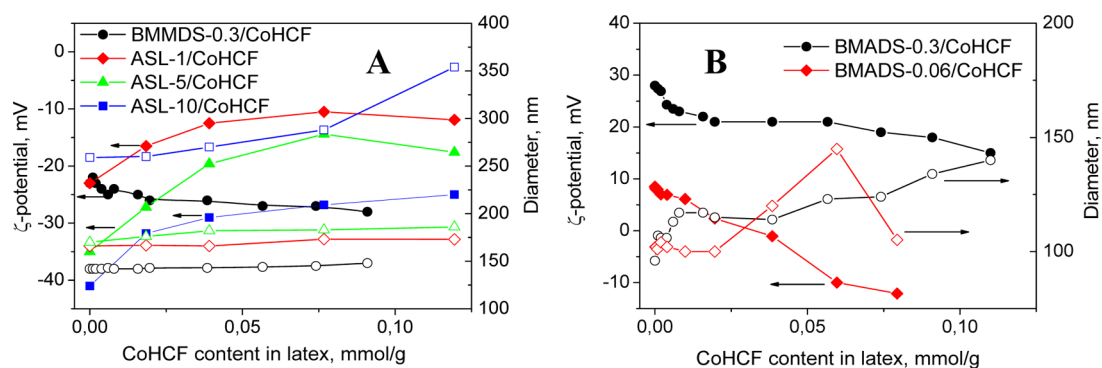 A
BMMDS-0.3/CoHCF
ASL-1/CoHCF
ASL-5/CoHCF
ASL-10/CoHCF
0
-10
-20
-30
-40
ζ-potential, mV
400
350
300
250
200
150
100
Diameter, nm
0,00 0,05 0,10
CoHCF content in latex, mmol/g
B
BMADS-0.3/CoHCF
BMADS-0.06/CoHCF
40
30
20
10
0
-10
ζ-potential, mV
200
150
100
Diameter, nm
0,00 0,05 0,10
CoHCF content in latex, mmol/g